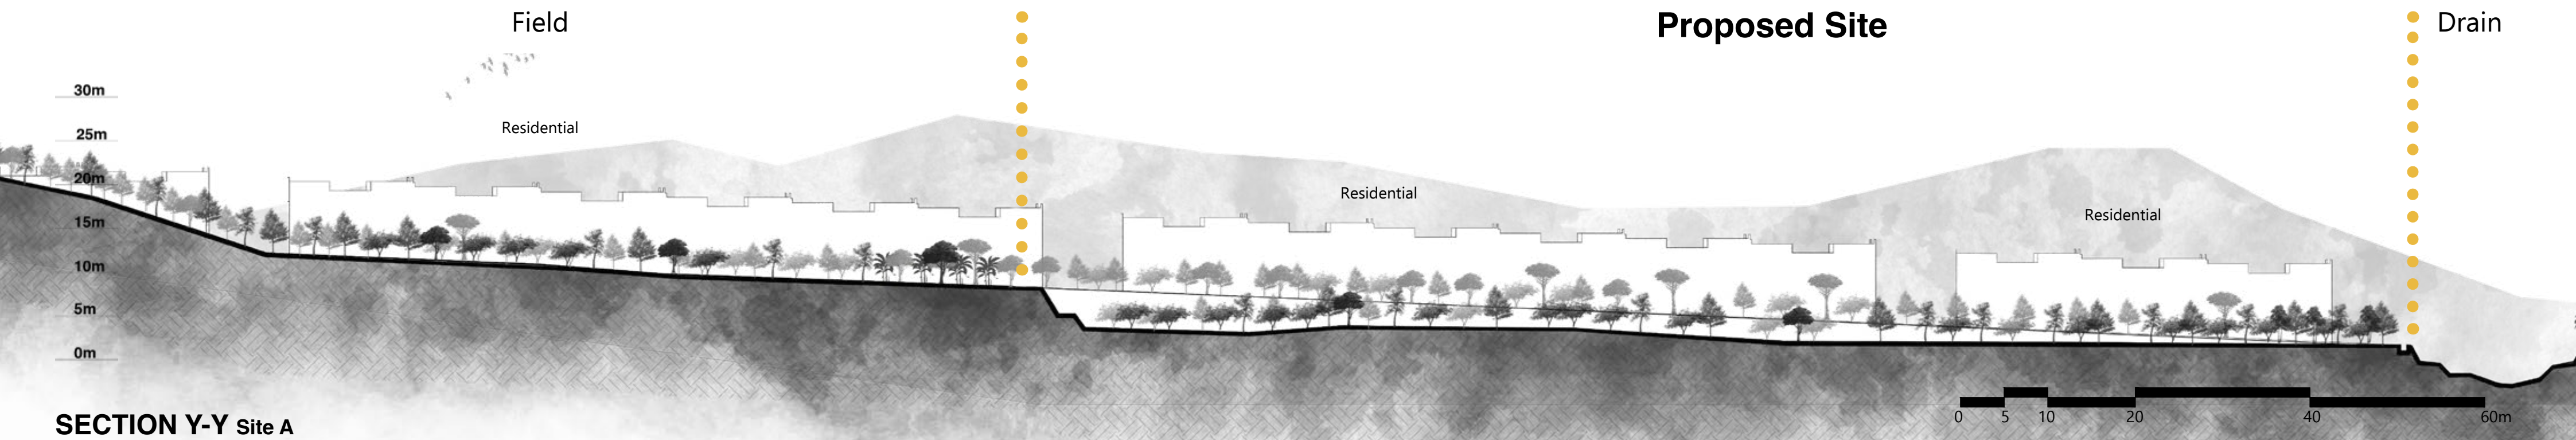 Field
Proposed Site
Drain
30m
Residential
25m
20m
Residential
15m
Residential
10m
5m
0m
0 5 10 20 40 60m
SECTION Y-Y Site A